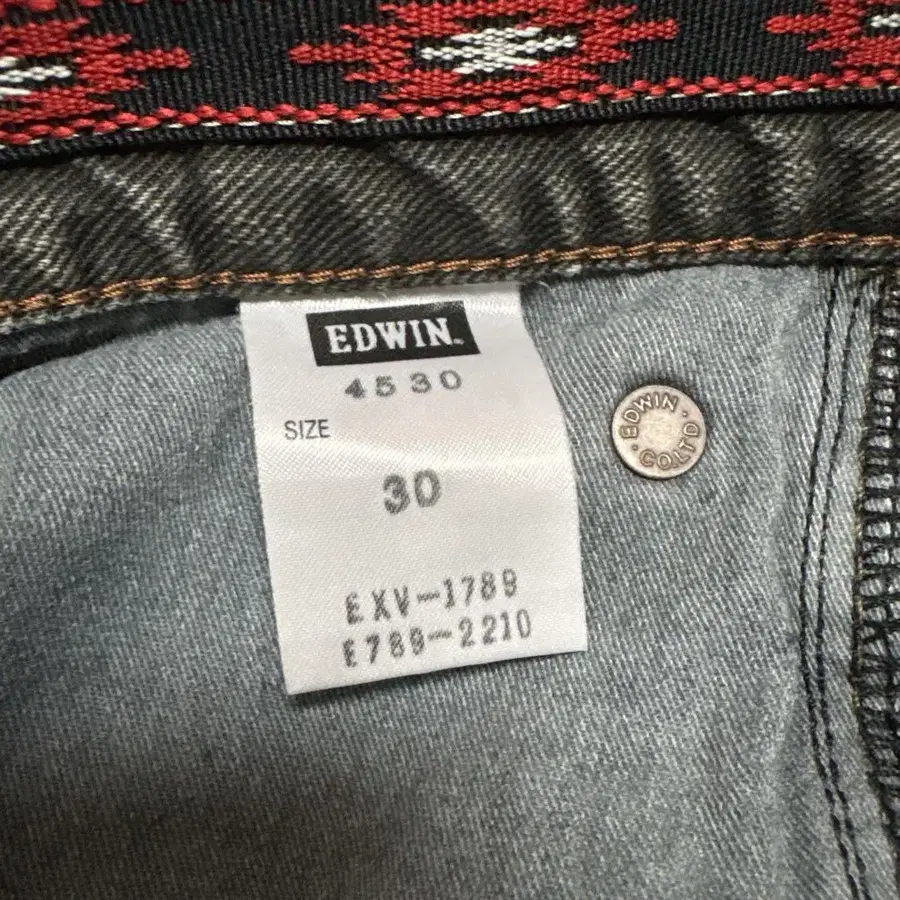 EDWIN.
4530
SIZE
30
EXV-1789
E789-2210
EDWIN
CO LTD